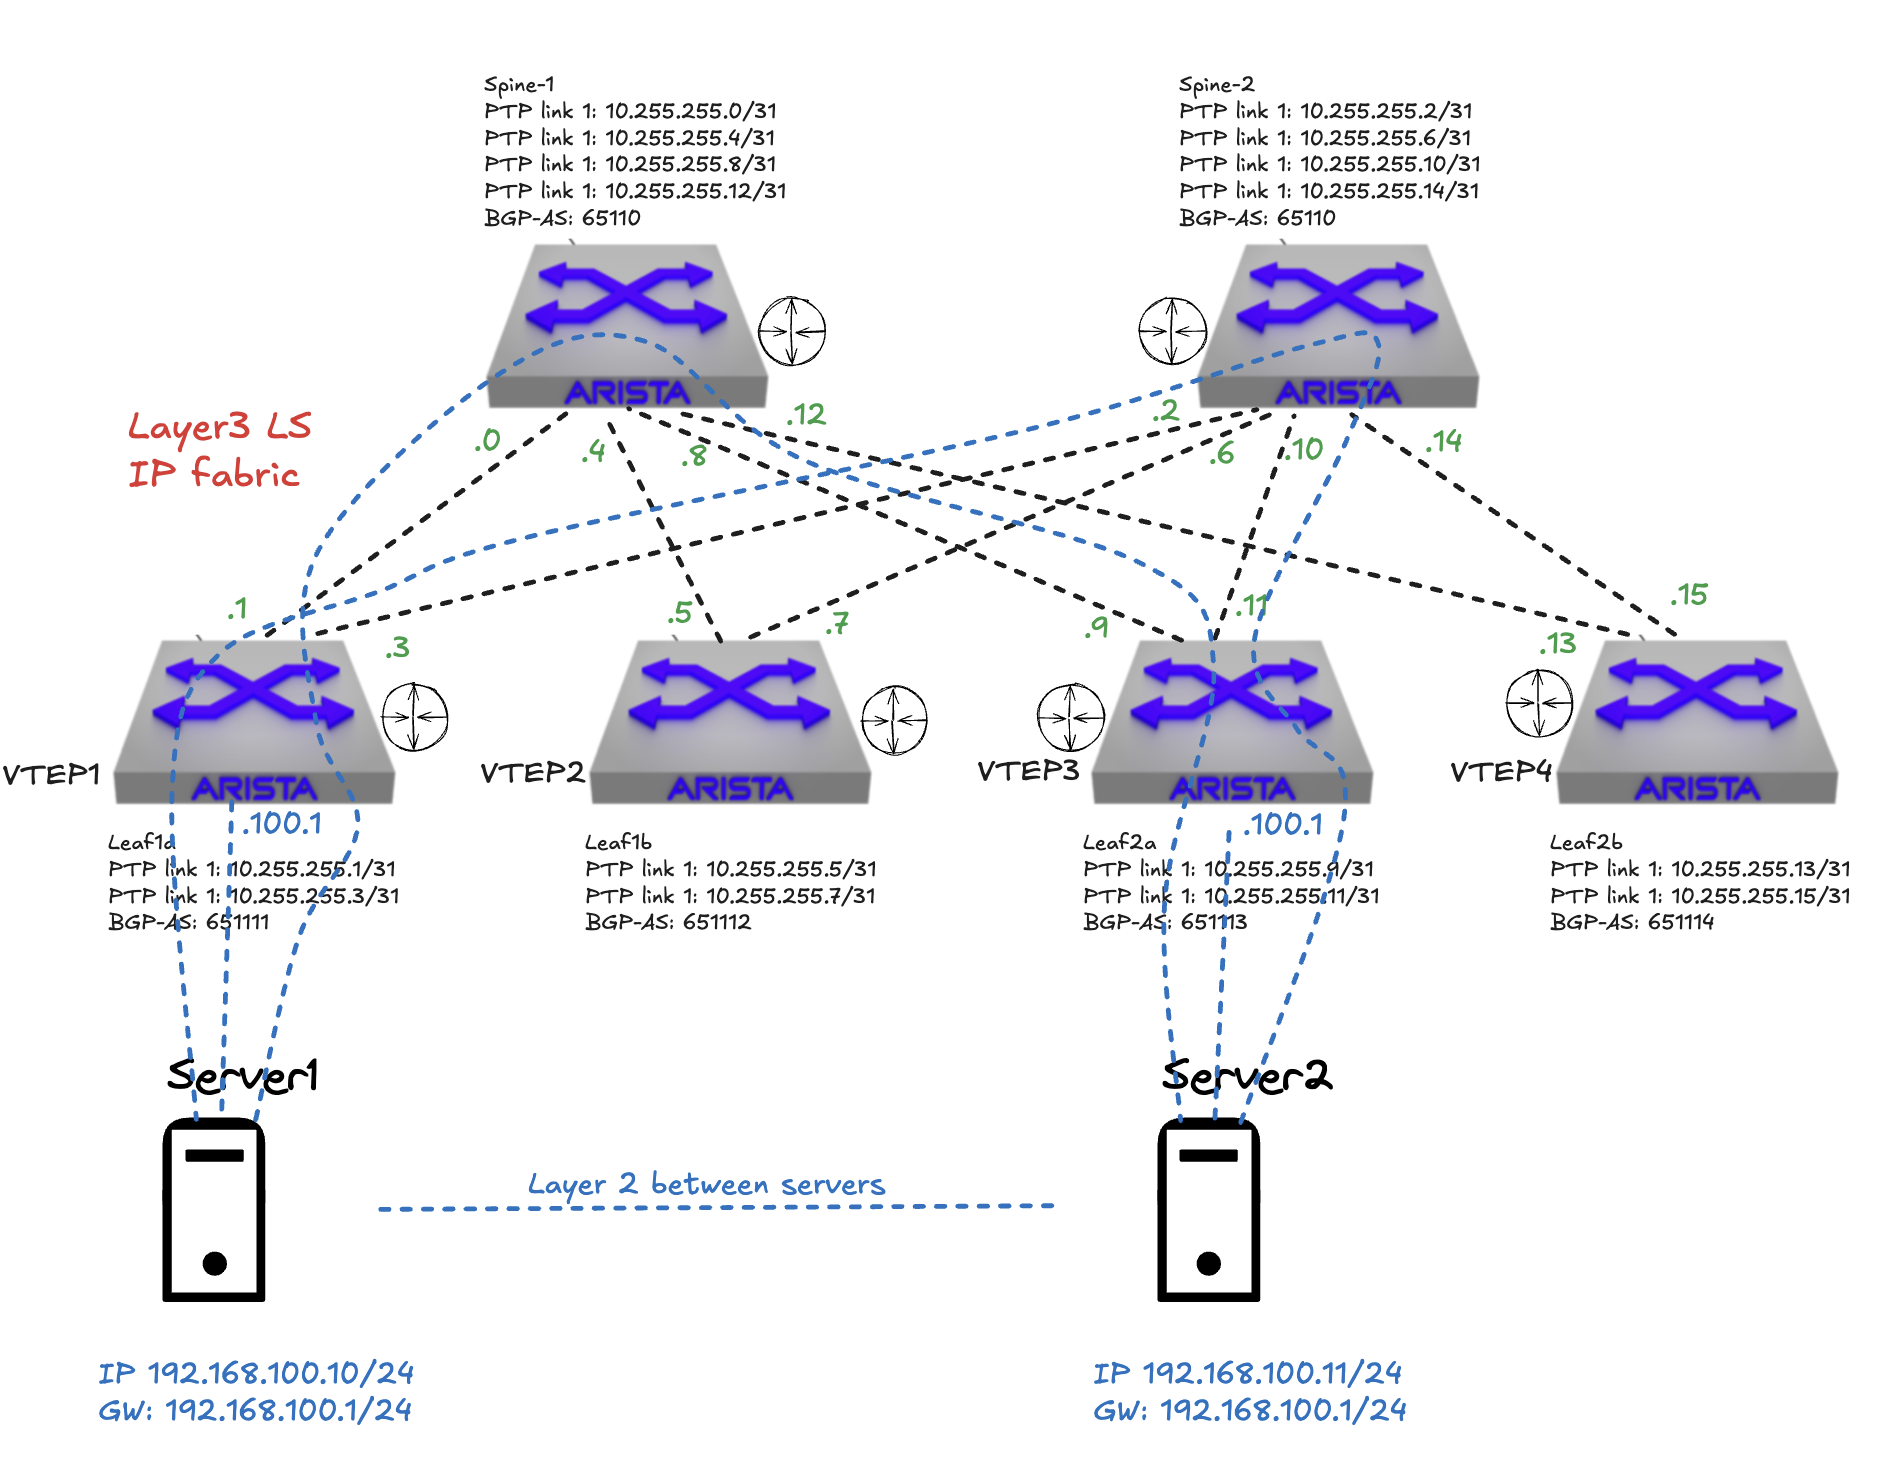 Spine-1
PTP link 1: 10.255.255.0/31
PTP link 1: 10.255.255.4/31
PTP link 1: 10.255.255.8/31
PTP link 1: 10.255.255.12/31
BGP-AS: 65110
Spine-2
PTP link 1: 10.255.255.2/31
PTP link 1: 10.255.255.6/31
PTP link 1: 10.255.255.10/31
PTP link 1: 10.255.255.14/31
BGP-AS: 65110
ARISTA
ARISTA
Layer3 LS
IP fabric
.0
.4
.8
.12
.2
.6
.10
.14
.1
.3
.5
.7
.9
.11
.13
.15
VTEP1
ARISTA
VTEP2
ARISTA
VTEP3
ARISTA
VTEP4
ARISTA
.100.1
.100.1
Leaf1a
PTP link 1: 10.255.255.1/31
PTP link 1: 10.255.255.3/31
BGP-AS: 651111
Leaf1b
PTP link 1: 10.255.255.5/31
PTP link 1: 10.255.255.7/31
BGP-AS: 651112
Leaf2a
PTP link 1: 10.255.255.9/31
PTP link 1: 10.255.255.11/31
BGP-AS: 651113
Leaf2b
PTP link 1: 10.255.255.13/31
PTP link 1: 10.255.255.15/31
BGP-AS: 651114
Server1
Server2
Layer 2 between servers
IP 192.168.100.10/24
GW: 192.168.100.1/24
IP 192.168.100.11/24
GW: 192.168.100.1/24